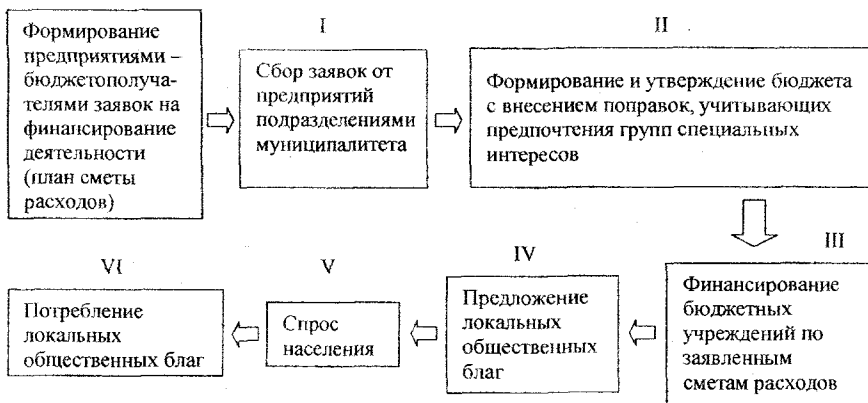 Формирование
предприятиями –
бюджетополуча-
телями заявок на
финансирование
деятельности
(план сметы
расходов)
I
Сбор заявок от
предприятий
подразделениями
муниципалитета
II
Формирование и утверждение бюджета
с внесением поправок, учитывающих
предпочтения групп специальных
интересов
III
Финансирование
бюджетных
учреждений по
заявленным
сметам расходов
IV
Предложение
локальных
общественных
благ
V
Спрос
населения
VI
Потребление
локальных
общественных благ